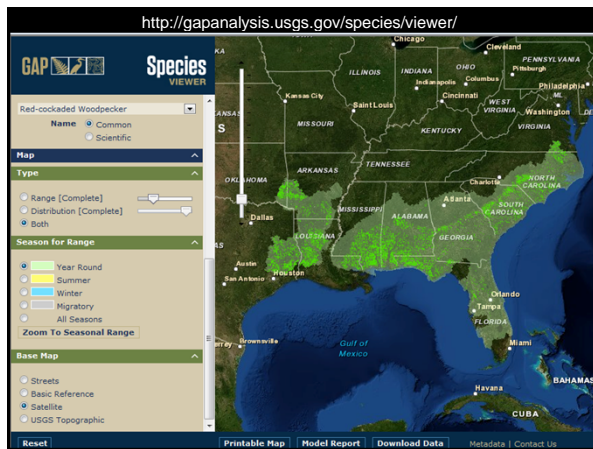 http://gapanalysis.usgs.gov/species/viewer/
GAP
Species
VIEWER
Red-cockaded Woodpecker
Name
Common
Scientific
Map
Type
Range [Complete]
Distribution [Complete]
Both
Season for Range
Year Round
Summer
Winter
Migratory
All Seasons
Zoom To Seasonal Range
Base Map
Streets
Basic Reference
Satellite
USGS Topographic
Reset
Chicago
Cleveland
PENNSYLVANIA
ILLINOIS
INDIANA
OHIO
Pittsburgh
Indianapolis
Columbus
Philadelphia
Kansas City
Cincinnati
Saint Louis
WEST
VIRGINIA
Washington
MISSOURI
KENTUCKY
VIRGINIA
TENNESSEE
OKLAHOMA
ARKANSAS
Charlotte
NORTH
CAROLINA
Atlanta
SOUTH
CAROLINA
Dallas
MISSISSIPPI
ALABAMA
LOUISIANA
GEORGIA
Austin
San Antonio
Houston
Orlando
Tampa
FLORIDA
Brownsville
Gulf of
Mexico
Miami
Havana
BAHAMAS
CUBA
Printable Map
Model Report
Download Data
Metadata | Contact Us